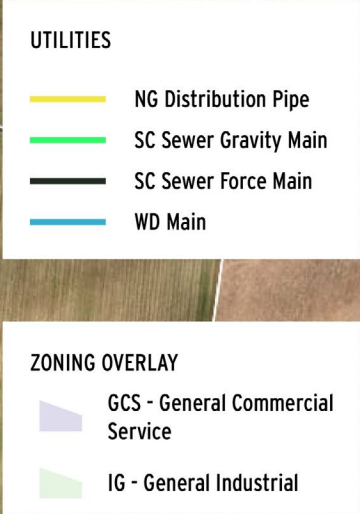 UTILITIES
NG Distribution Pipe
SC Sewer Gravity Main
SC Sewer Force Main
WD Main
ZONING OVERLAY
GCS - General Commercial
Service
IG - General Industrial